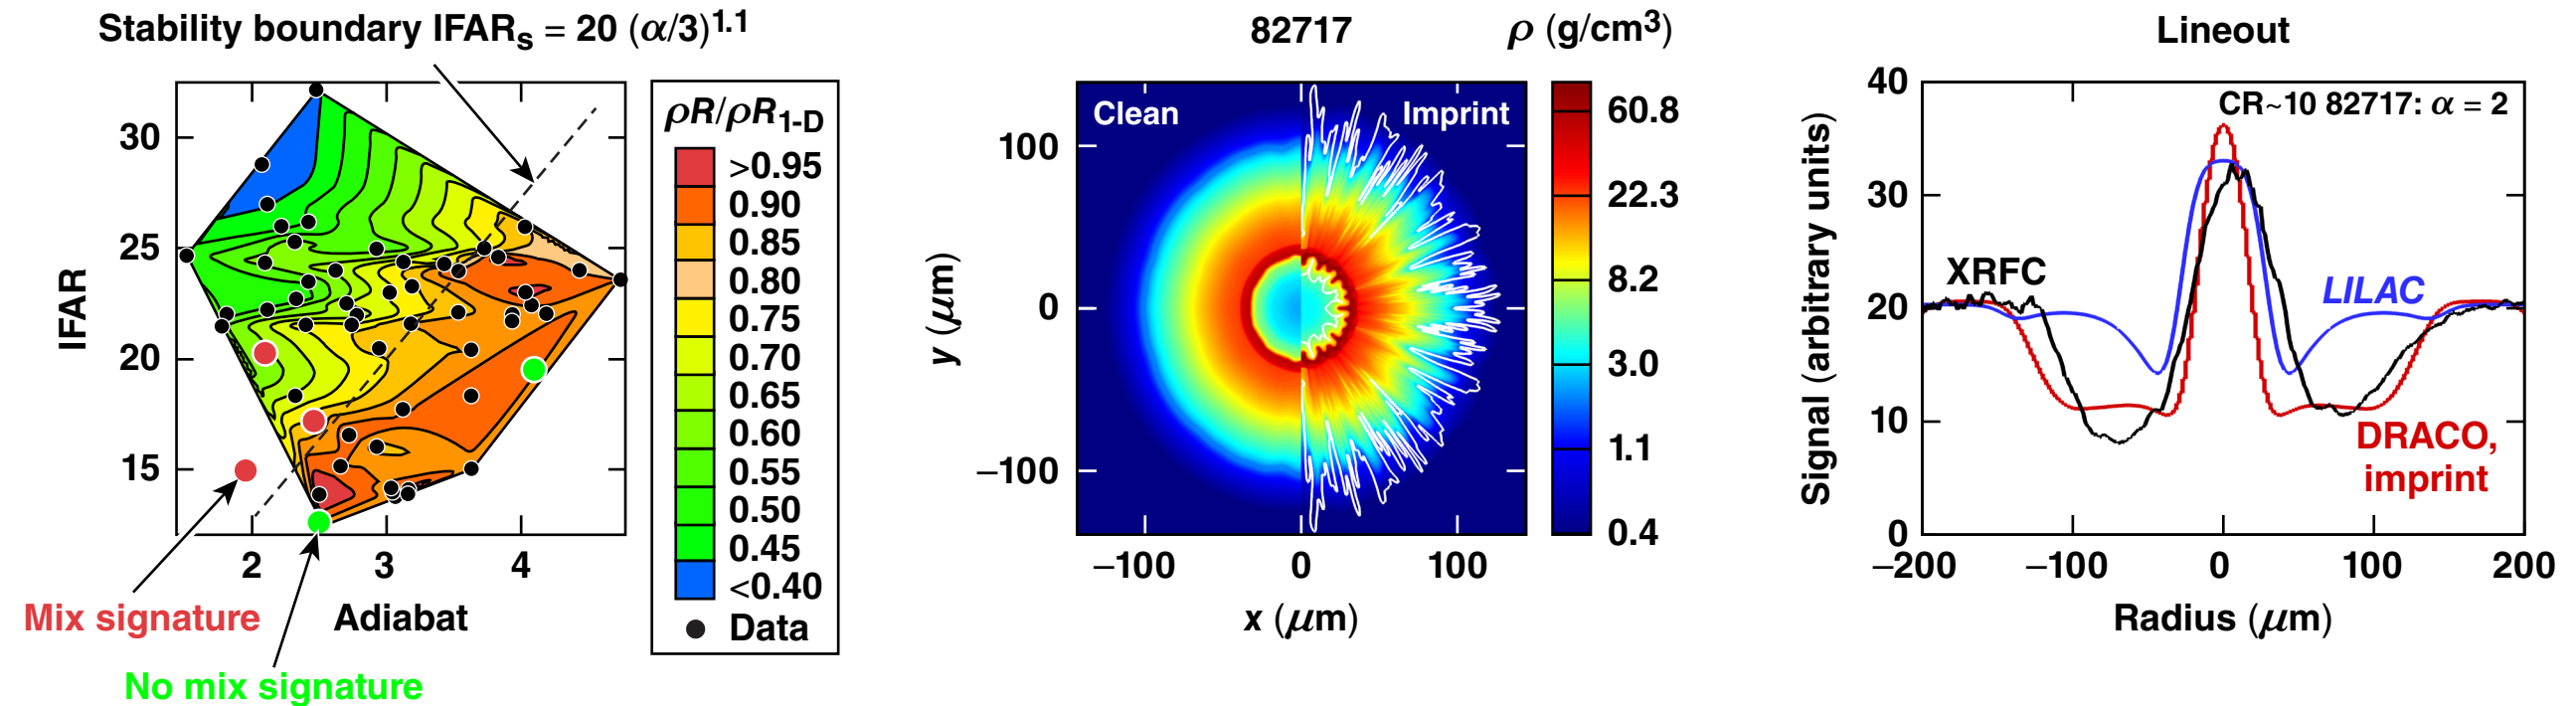 Stability boundary IFARs = 20 (α/3)1.1
30
25
20
15
IFAR
2
3
4
Adiabat
Mix signature
No mix signature
ρR/ρR1-D
>0.95
0.90
0.85
0.80
0.75
0.70
0.65
0.60
0.55
0.50
0.45
<0.40
Data
82717
ρ (g/cm3)
Clean
Imprint
100
0
–100
y (μm)
–100
0
100
x (μm)
60.8
22.3
8.2
3.0
1.1
0.4
Lineout
CR~10 82717: α = 2
40
30
20
10
0
Signal (arbitrary units)
XRFC
LILAC
DRACO,
imprint
–200
–100
0
100
200
Radius (μm)